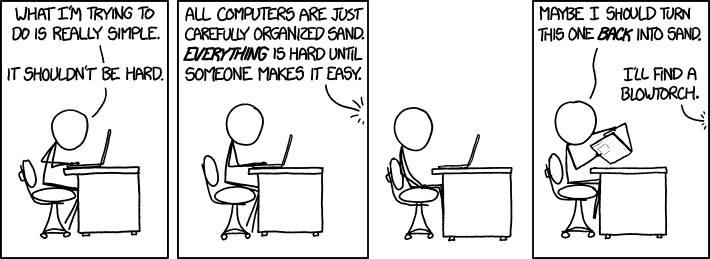 WHAT I'M TRYING TO
DO IS REALLY SIMPLE.
IT SHOULDN'T BE HARD.
ALL COMPUTERS ARE JUST
CAREFULLY ORGANIZED SAND.
EVERYTHING IS HARD UNTIL
SOMEONE MAKES IT EASY.
MAYBE I SHOULD TURN
THIS ONE BACK INTO SAND.
I'LL FIND A
BLOWTORCH.